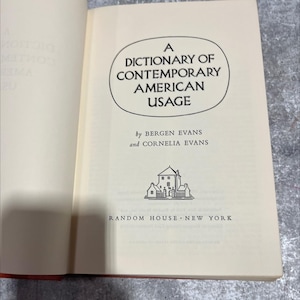 A
DICTIONARY OF
CONTEMPORARY
AMERICAN
USAGE
by BERGEN EVANS
and CORNELIA EVANS
RANDOM HOUSE · NEW YORK